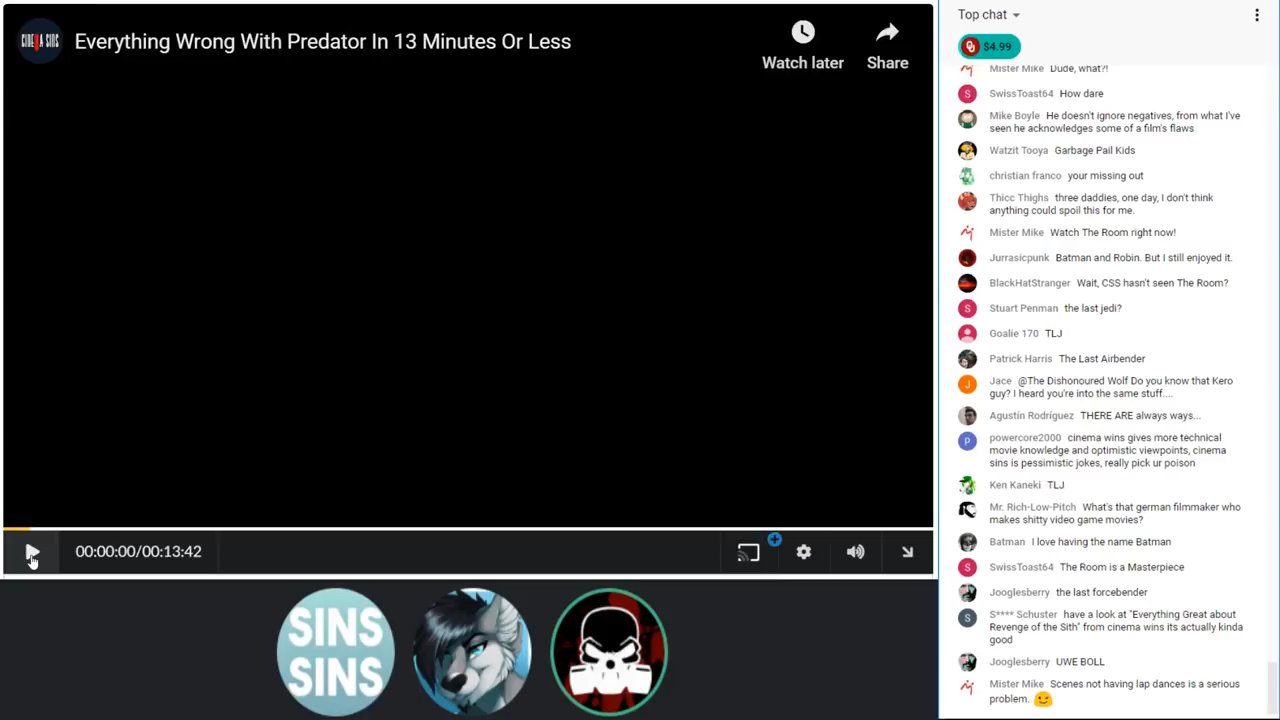 CINEMA SINS
Everything Wrong With Predator In 13 Minutes Or Less
Watch later
Share
00:00:00/00:13:42
SINS
SINS
Top chat
$4.99
Mister Mike Dude, what?!
SwissToast64 How dare
Mike Boyle He doesn't ignore negatives, from what I've
seen he acknowledges some of a film's flaws
Watzit Tooya Garbage Pail Kids
christian franco your missing out
Thicc Thighs three daddies, one day, I don't think
anything could spoil this for me.
Mister Mike Watch The Room right now!
Jurrasicpunk Batman and Robin. But I still enjoyed it.
BlackHatStranger Wait, CSS hasn't seen The Room?
S
Stuart Penman the last jedi?
Goalie 170 TLJ
Patrick Harris The Last Airbender
J
Jace @The Dishonoured Wolf Do you know that Kero
guy? I heard you're into the same stuff....
Agustín Rodríguez THERE ARE always ways...
p
powercore2000 cinema wins gives more technical
movie knowledge and optimistic viewpoints, cinema
sins is pessimistic jokes, really pick ur poison
Ken Kaneki TLJ
Mr. Rich-Low-Pitch What's that german filmmaker who
makes shitty video game movies?
Batman I love having the name Batman
S
SwissToast64 The Room is a Masterpiece
Jooglesberry the last forcebender
S
S**** Schuster have a look at "Everything Great about
Revenge of the Sith" from cinema wins its actually kinda
good
Jooglesberry UWE BOLL
Mister Mike Scenes not having lap dances is a serious
problem. 😉